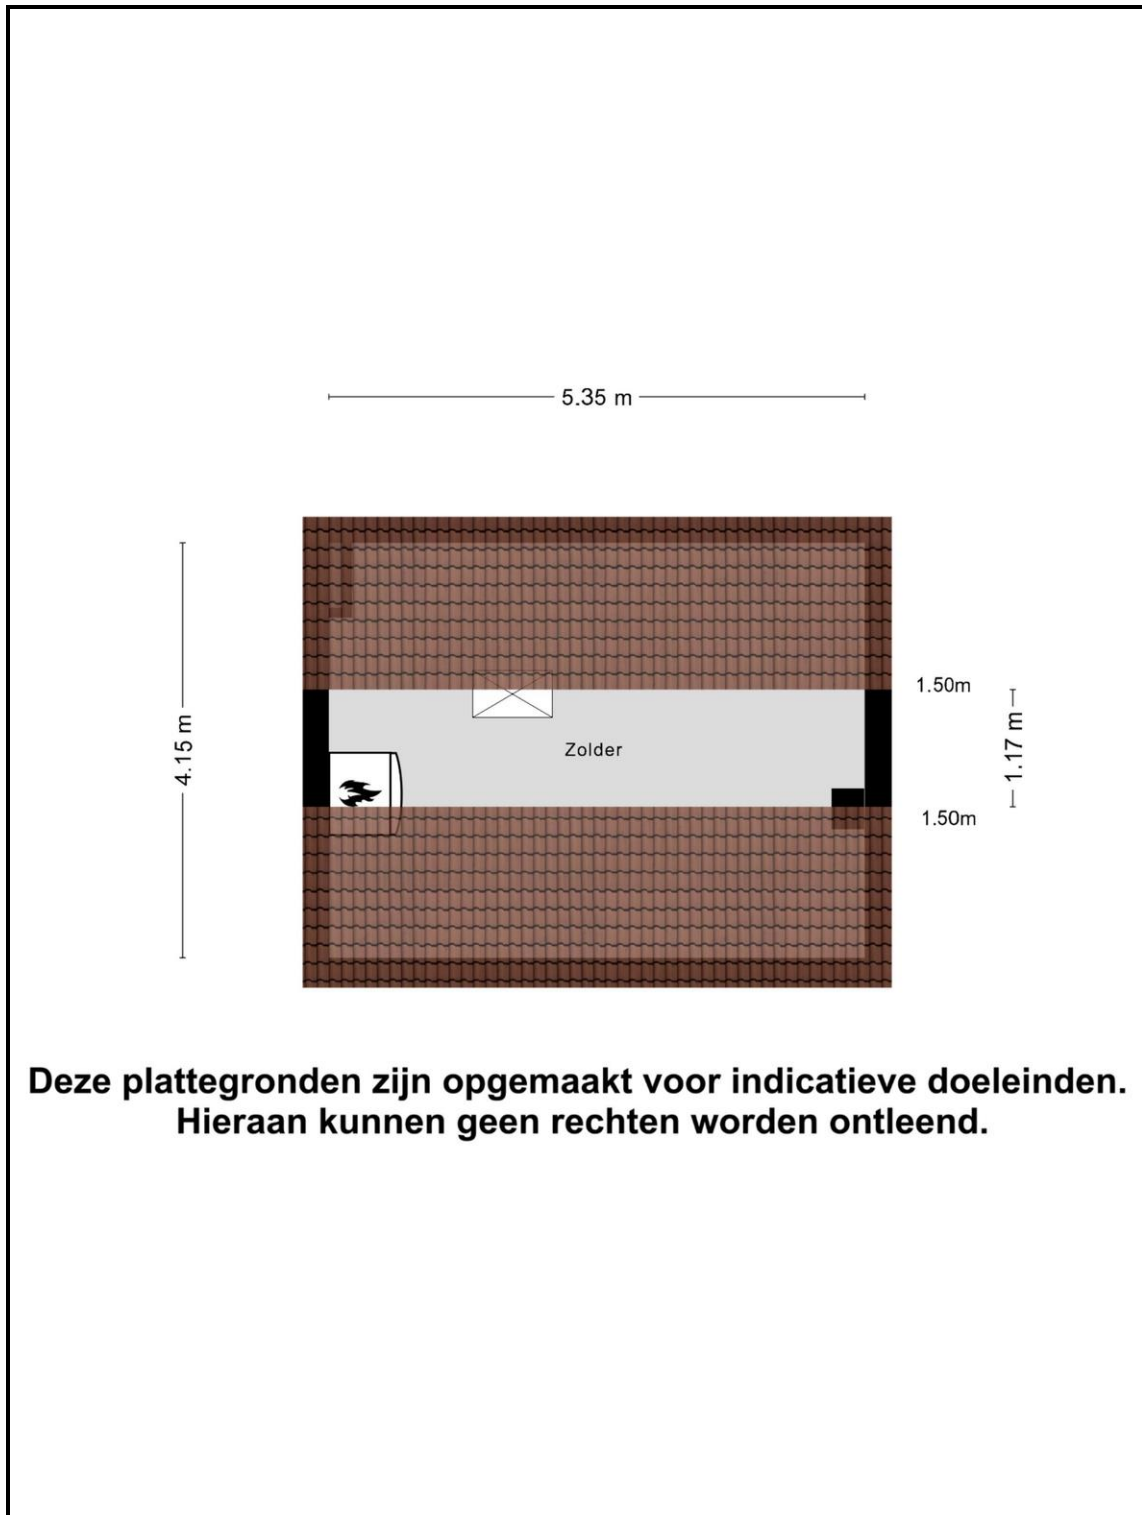 5.35 m
1.50m
Zolder
4.15 m
1.17 m
1.50m
Deze plattegronden zijn opgemaakt voor indicatieve doeleinden.
Hieraan kunnen geen rechten worden ontleend.